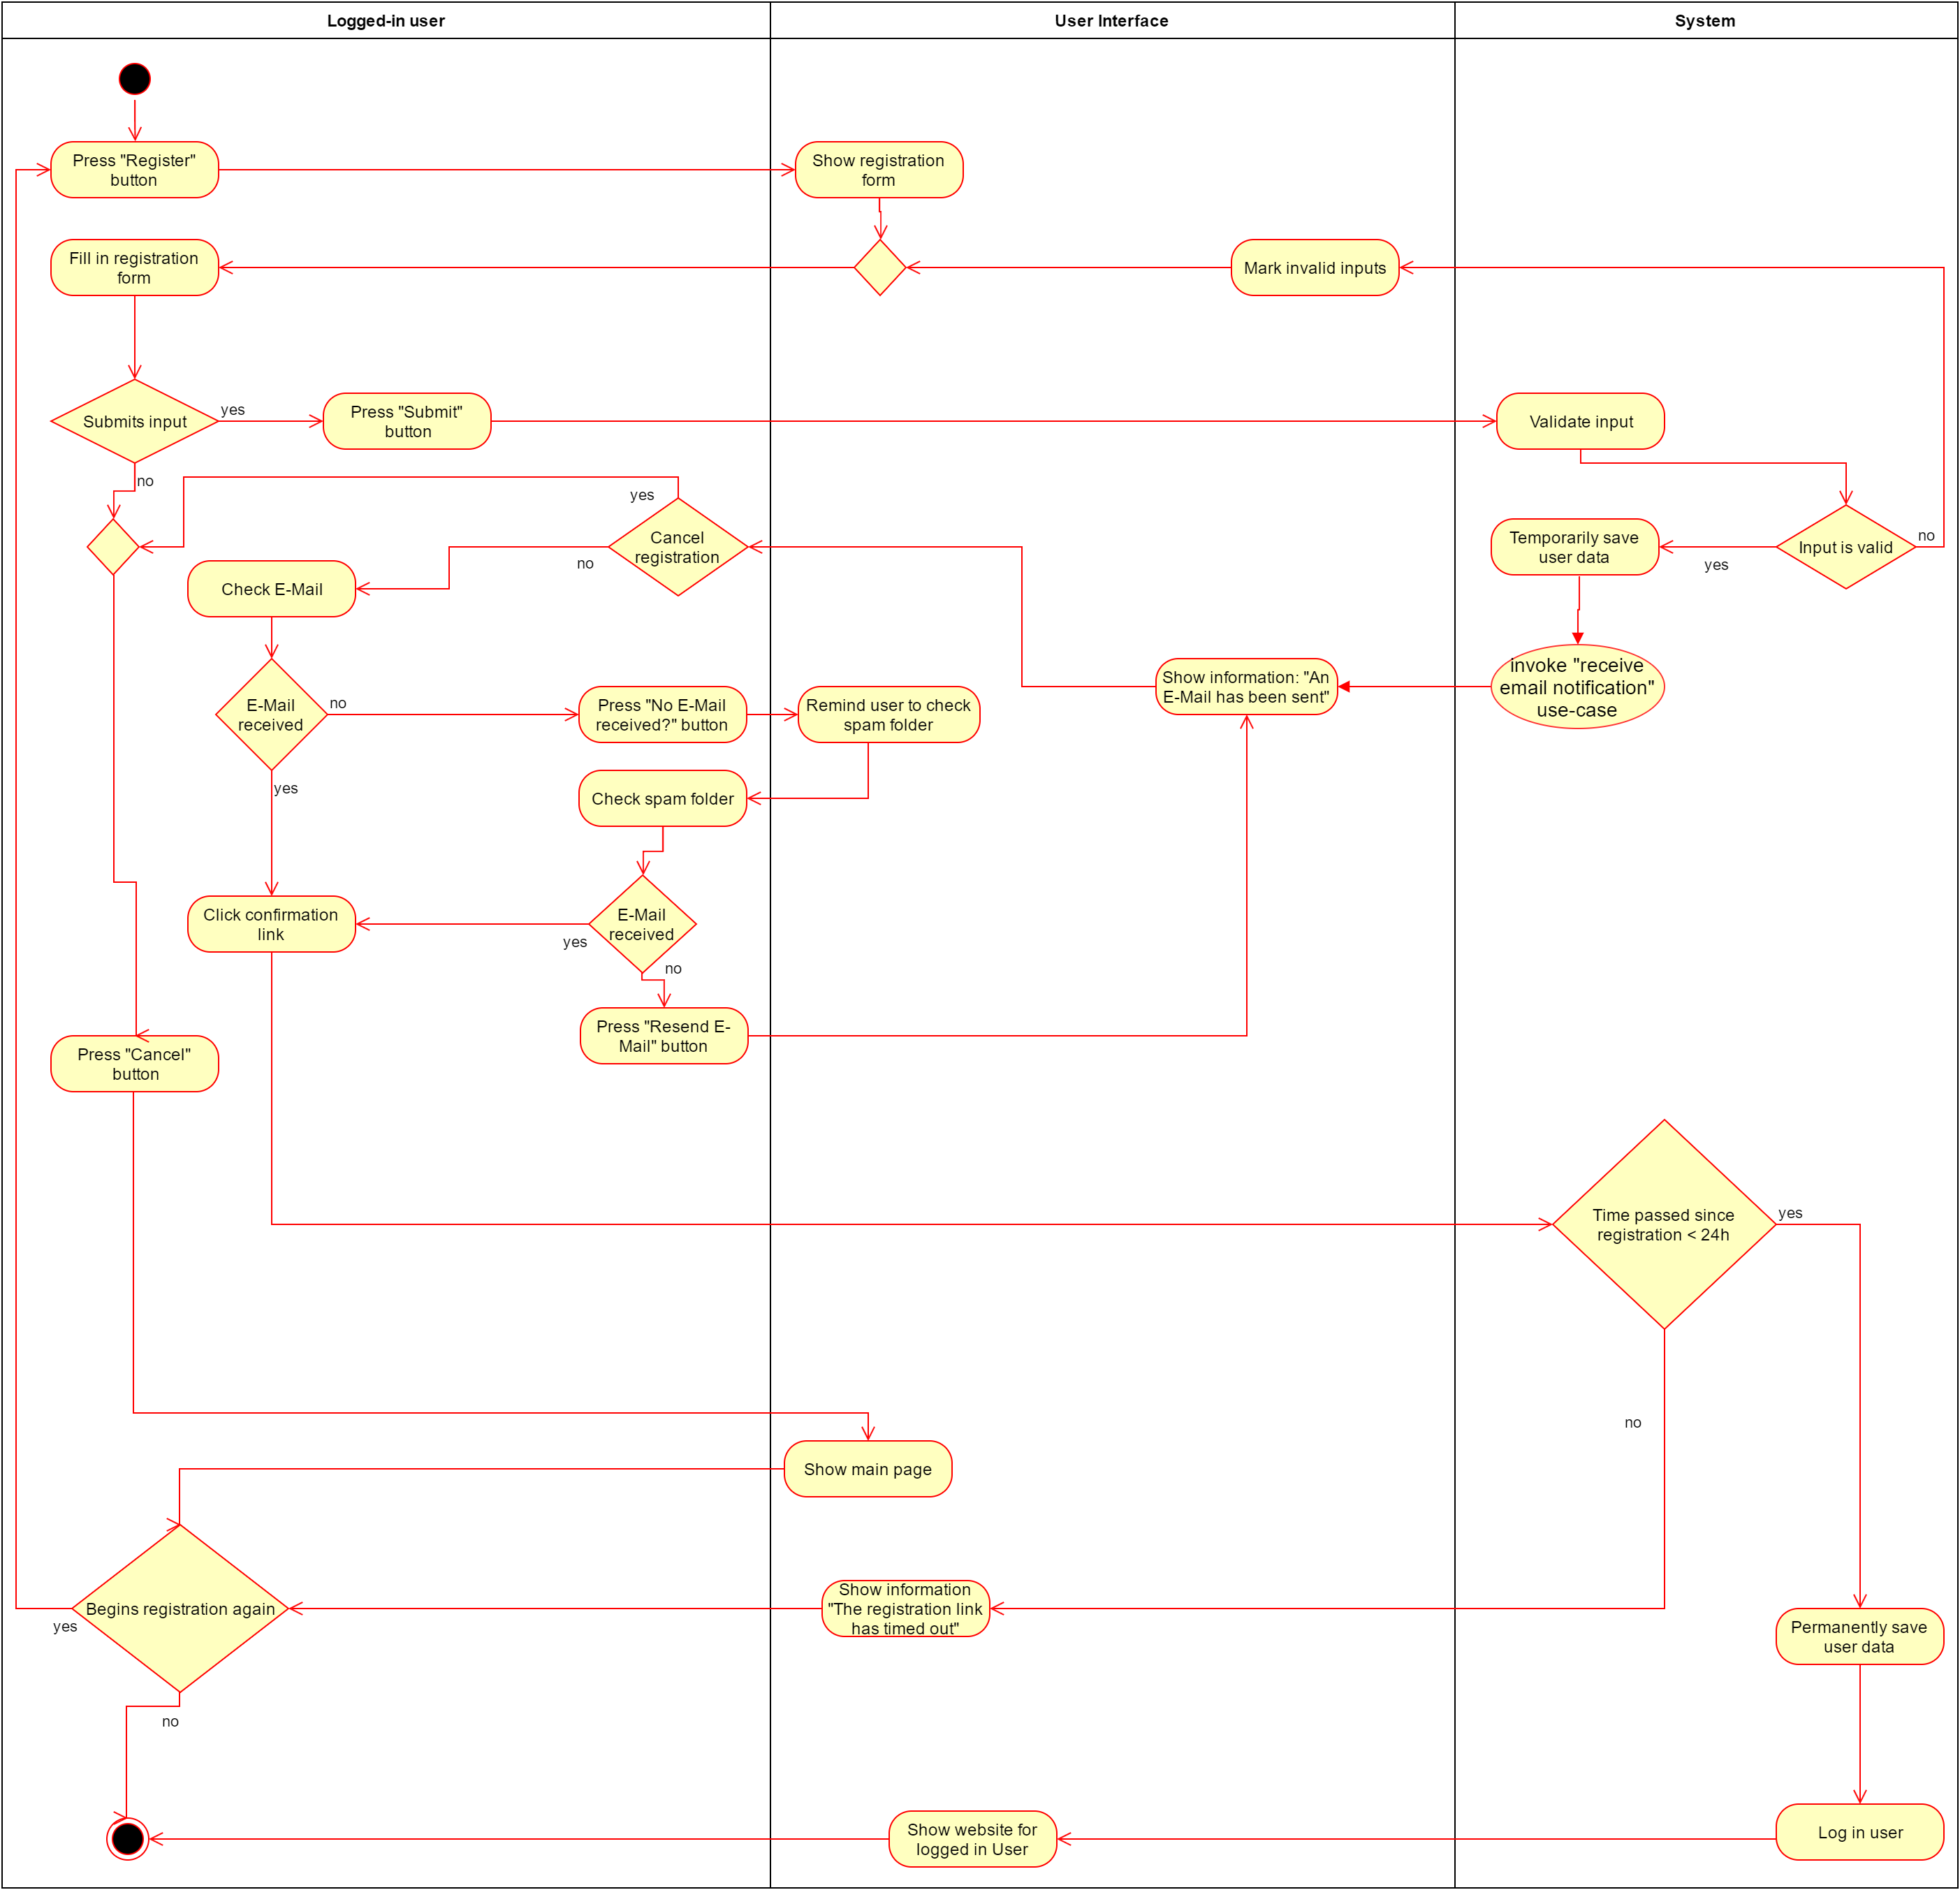 Logged-in user
User Interface
System
Press "Register"
button
Show registration
form
Fill in registration
form
Mark invalid inputs
Submits input
yes
Press "Submit"
button
Validate input
no
yes
Cancel
registration
no
Temporarily save
user data
yes
Input is valid
no
Check E-Mail
invoke "receive
email notification"
use-case
Show information: "An
E-Mail has been sent"
E-Mail
received
no
Press "No E-Mail
received?" button
Remind user to check
spam folder
yes
Check spam folder
Click confirmation
link
E-Mail
received
yes
no
Press "Resend E-
Mail" button
Press "Cancel"
button
Time passed since
registration < 24h
yes
no
Show main page
Begins registration again
yes
no
Show information
"The registration link
has timed out"
Permanently save
user data
Show website for
logged in User
Log in user